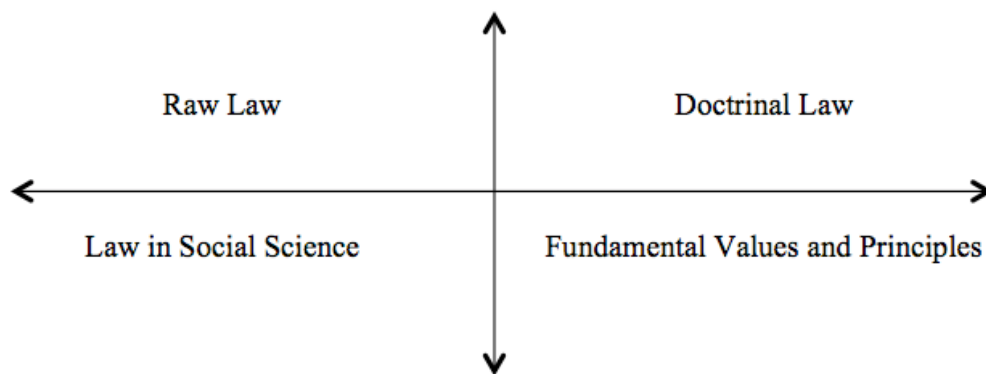 Raw Law
Doctrinal Law
Law in Social Science
Fundamental Values and Principles